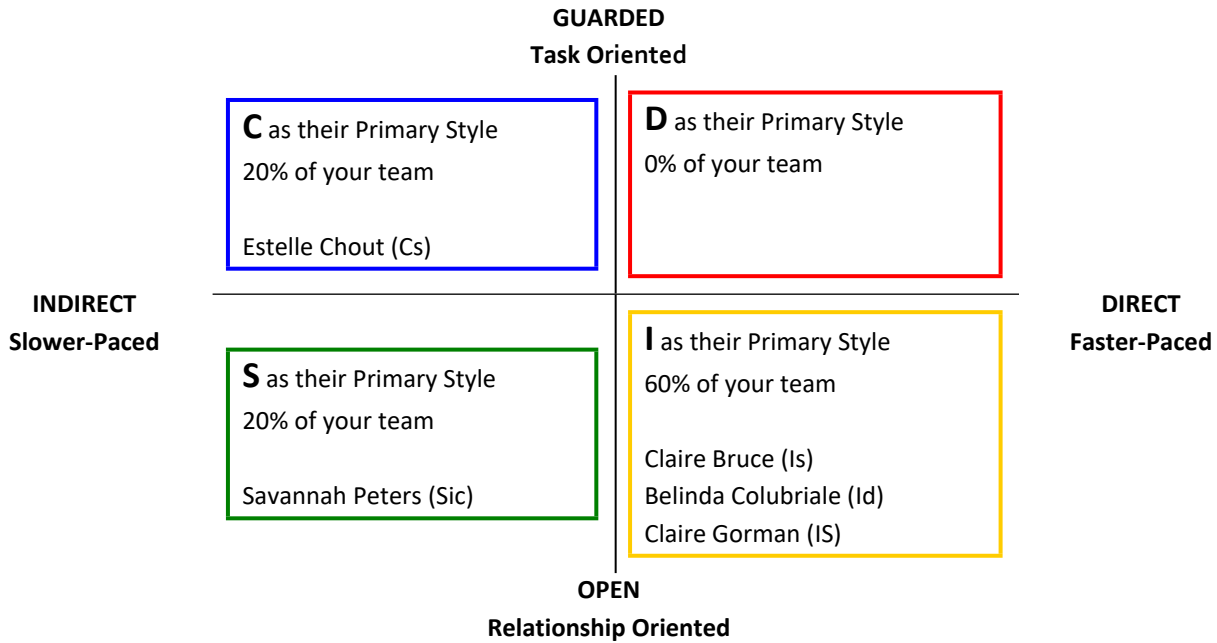 GUARDED
Task Oriented
C as their Primary Style
20% of your team
Estelle Chout (Cs)
D as their Primary Style
0% of your team
INDIRECT
Slower-Paced
DIRECT
Faster-Paced
S as their Primary Style
20% of your team
Savannah Peters (Sic)
I as their Primary Style
60% of your team
Claire Bruce (Is)
Belinda Colubriale (Id)
Claire Gorman (IS)
OPEN
Relationship Oriented